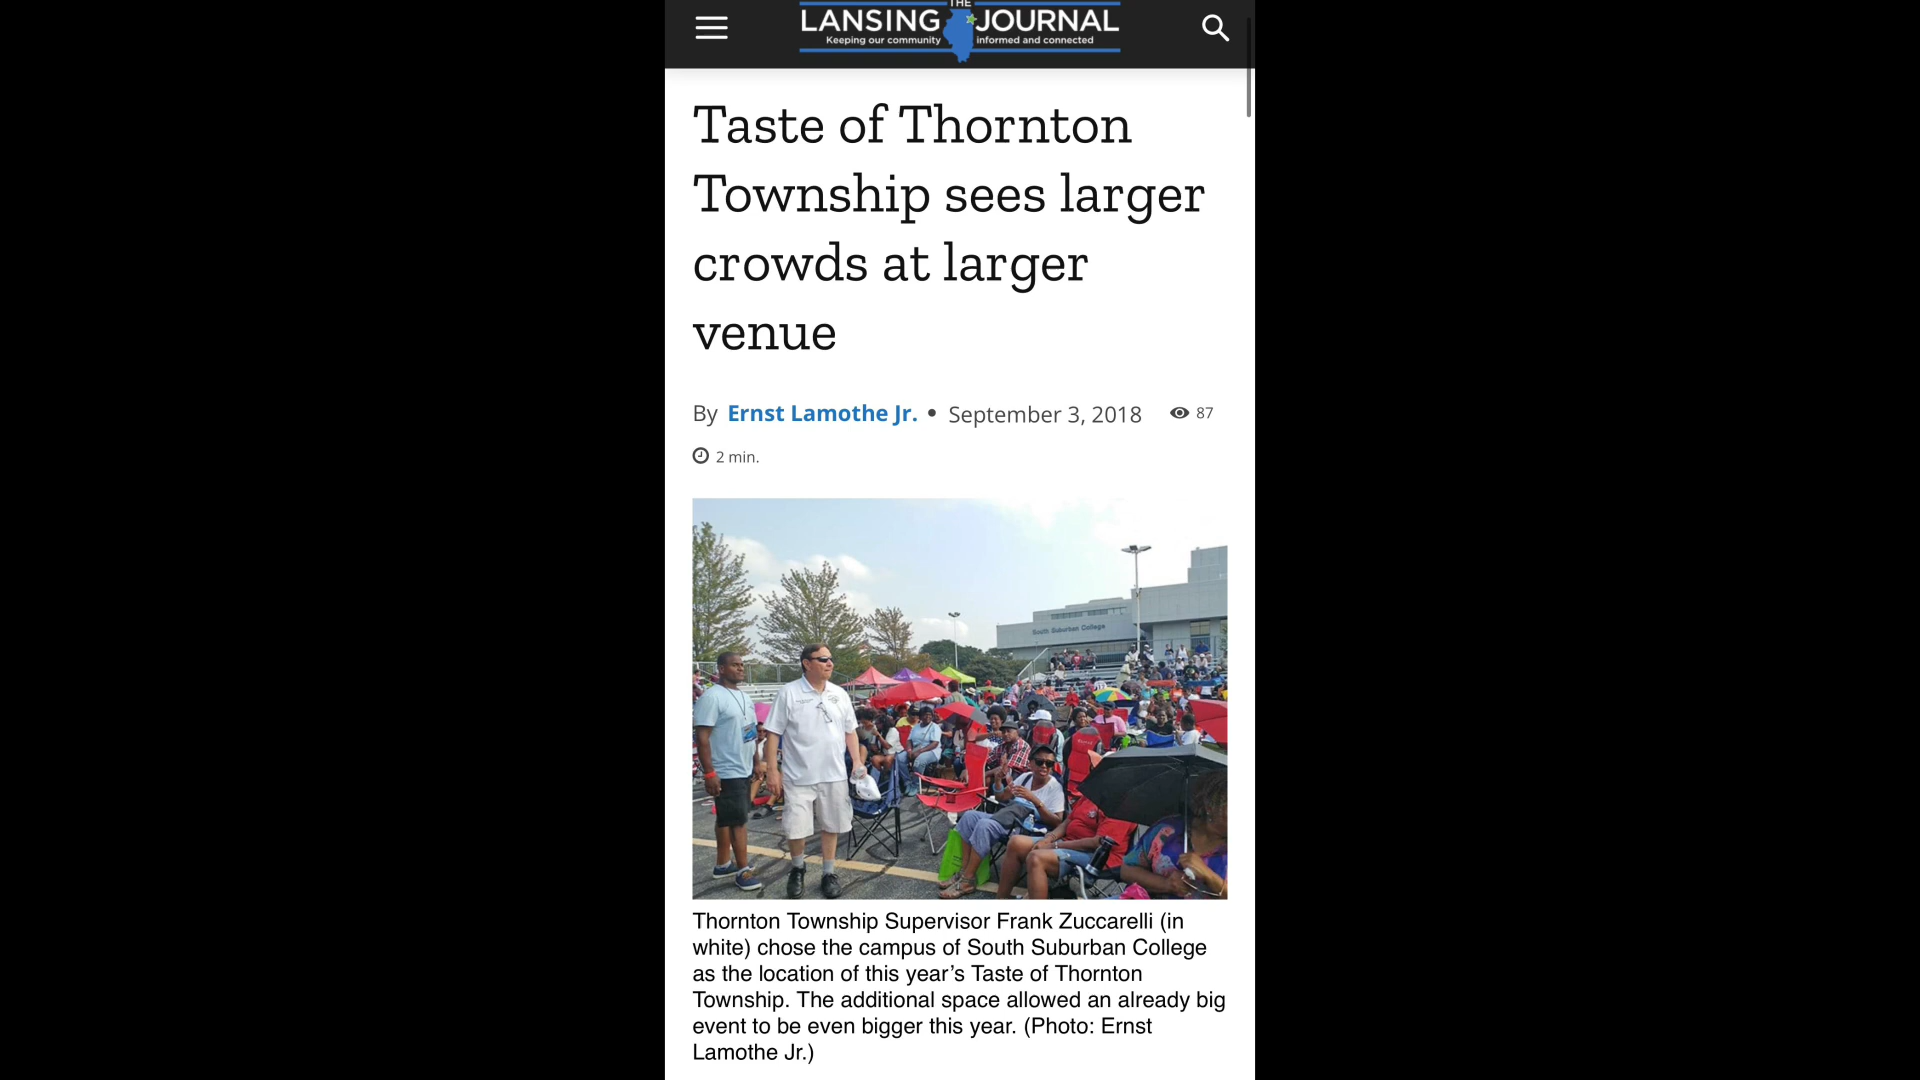 THE
LANSING JOURNAL
Keeping our community informed and connected
Taste of Thornton
Township sees larger
crowds at larger
venue
By Ernst Lamothe Jr. • September 3, 2018 87
2 min.
South Suburban College
Thornton Township Supervisor Frank Zuccarelli (in
white) chose the campus of South Suburban College
as the location of this year’s Taste of Thornton
Township. The additional space allowed an already big
event to be even bigger this year. (Photo: Ernst
Lamothe Jr.)